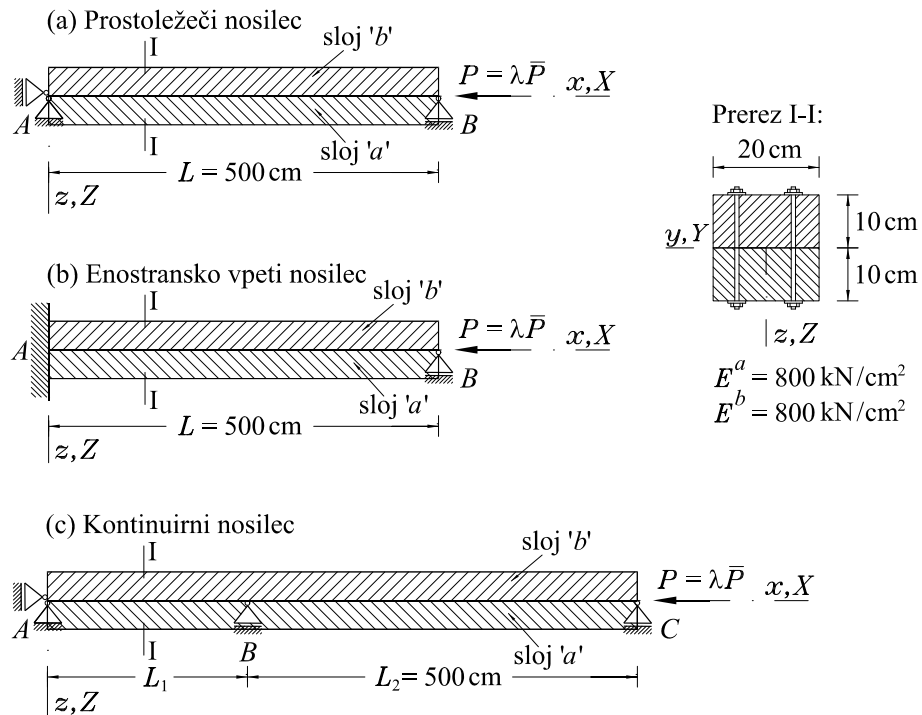 (a) Prostoležeči nosilec
I
sloj 'b'
P = λP̄
x, X
A
B
I
sloj 'a'
L = 500 cm
z, Z
Prerez I-I:
20 cm
10 cm
y, Y
10 cm
z, Z
E^a = 800 kN/cm²
E^b = 800 kN/cm²
(b) Enostransko vpeti nosilec
I
sloj 'b'
P = λP̄
x, X
A
B
I
sloj 'a'
L = 500 cm
z, Z
(c) Kontinuirni nosilec
I
sloj 'b'
P = λP̄
x, X
A
B
C
I
sloj 'a'
L₁
L₂ = 500 cm
z, Z